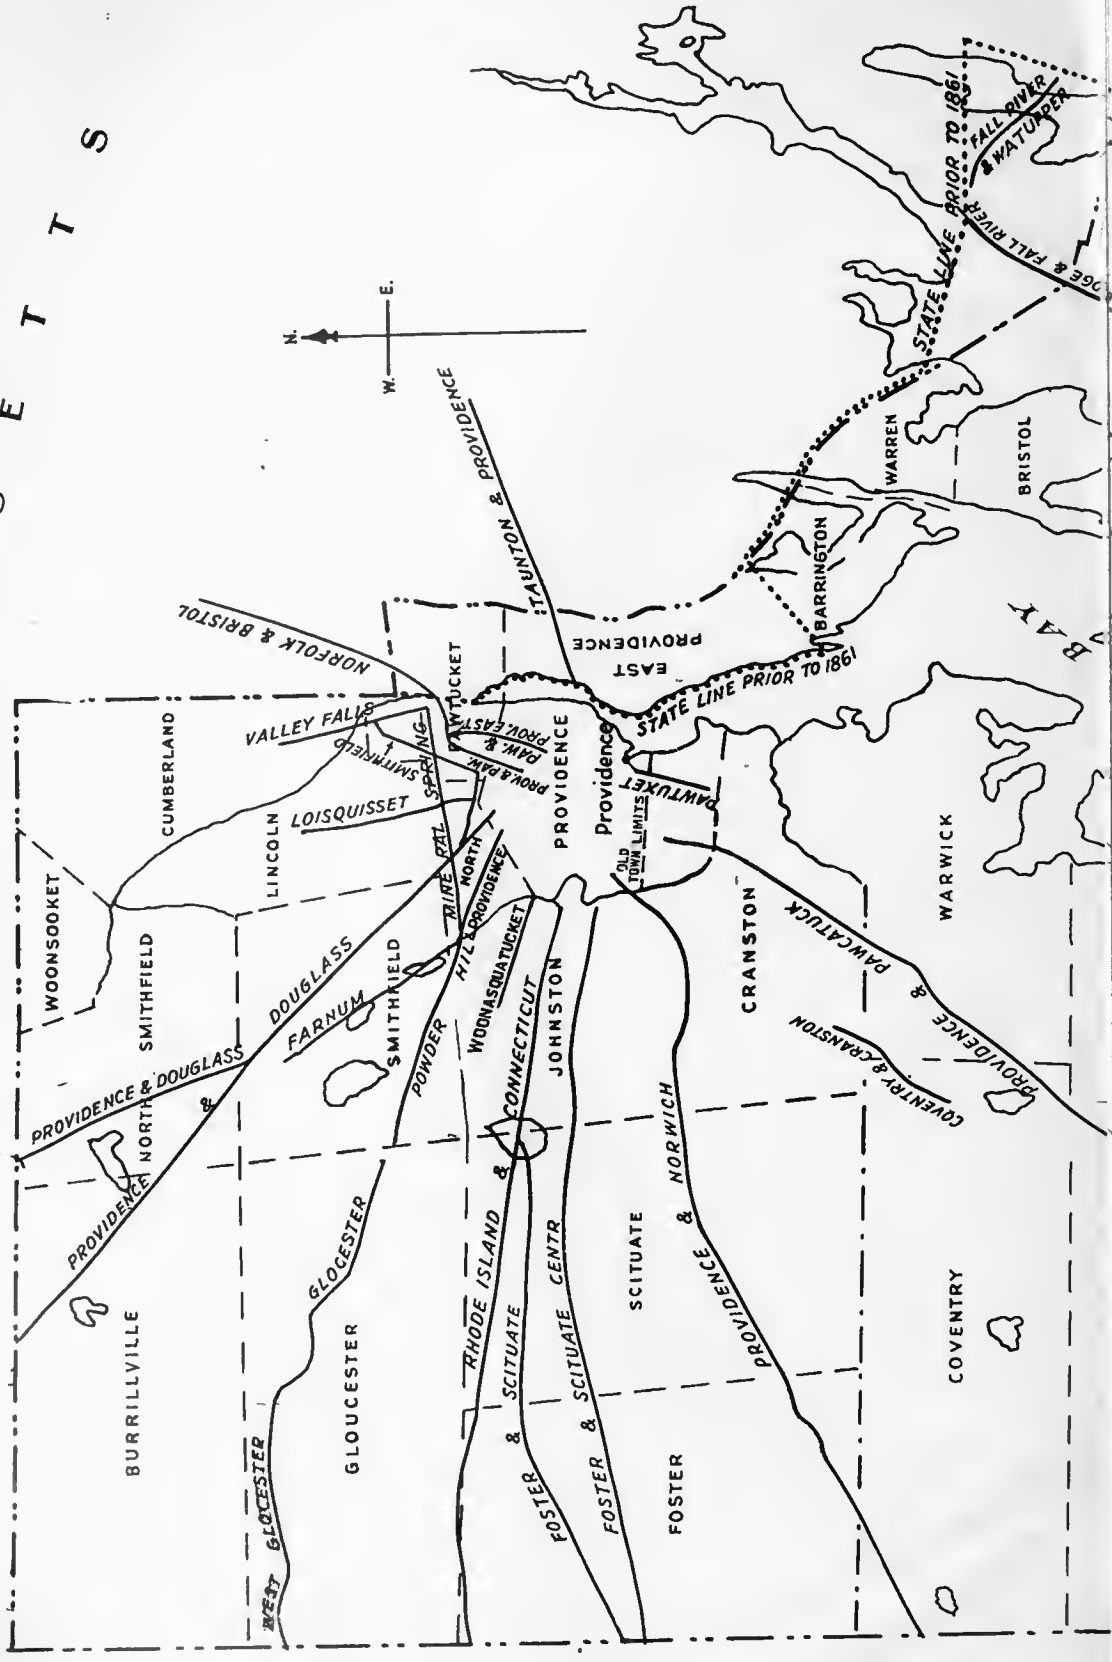 E T T S
N.
W. E.
WOONSOOKET
CUMBERLAND
NORTH SMITHFIELD
LINCOLN
BURRILLVILLE
GLOUCESTER
SMITHFIELD
NORTH PROVIDENCE
PAWTUCKET
EAST PROVIDENCE
PROVIDENCE
Providence
OLD TOWN LIMITS
JOHNSTON
CRANSTON
SCITUATE
FOSTER
COVENTRY
WARWICK
BARRINGTON
WARREN
BRISTOL
BAY
NORFOLK & BRISTOL
VALLEY FALLS
SMITHFIELD
LOISQUISSET
MINERAL SPRING
PROV. & PAW.
PAW. & PROV. EAST
TAUNTON & PROVIDENCE
PROVIDENCE & DOUGLASS
PROVIDENCE & DOUGLASS
FARNUM
POWDER HILL
GLOCESTER
WEST GLOCESTER
WOONASQUATUCKET
RHODE ISLAND & CONNECTICUT
FOSTER & SCITUATE
FOSTER & SCITUATE CENTR
PROVIDENCE & NORWICH
PAWTUXET
PROVIDENCE & PAWCATUCK
COVENTRY & CRANSTON
STATE LINE PRIOR TO 1861
STATE LINE PRIOR TO 1861
FALL RIVER & WATUPPER
& FALL RIVER